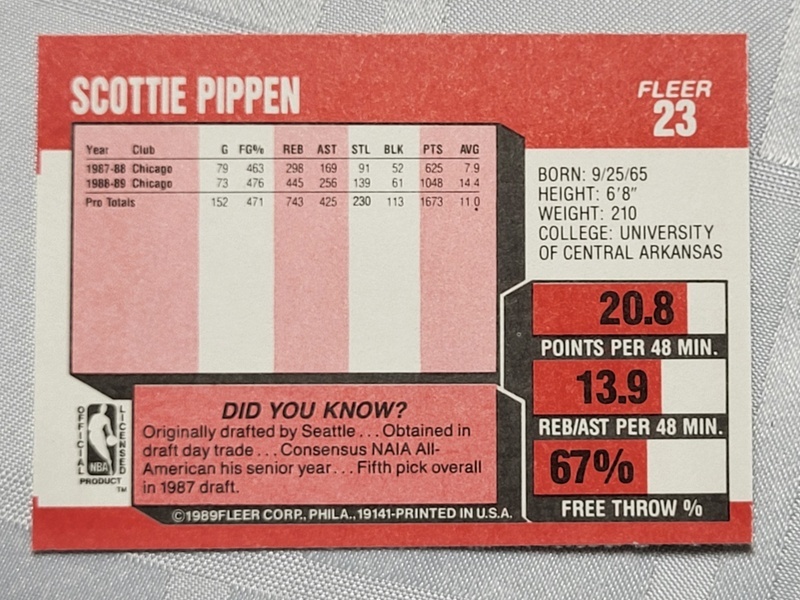 SCOTTIE PIPPEN
FLEER
23
Year Club G FG% REB AST STL BLK PTS AVG
1987-88 Chicago 79 463 298 169 91 52 625 7.9
1988-89 Chicago 73 476 445 256 139 61 1048 14.4
Pro Totals 152 471 743 425 230 113 1673 11.0
BORN: 9/25/65
HEIGHT: 6'8"
WEIGHT: 210
COLLEGE: UNIVERSITY
OF CENTRAL ARKANSAS
20.8
POINTS PER 48 MIN.
13.9
REB/AST PER 48 MIN.
67%
FREE THROW %
OFFICIAL
LICENSED
NBA
PRODUCT
TM
DID YOU KNOW?
Originally drafted by Seattle . . . Obtained in
draft day trade . . . Consensus NAIA All-
American his senior year . . . Fifth pick overall
in 1987 draft.
©1989 FLEER CORP., PHILA., 19141-PRINTED IN U.S.A.